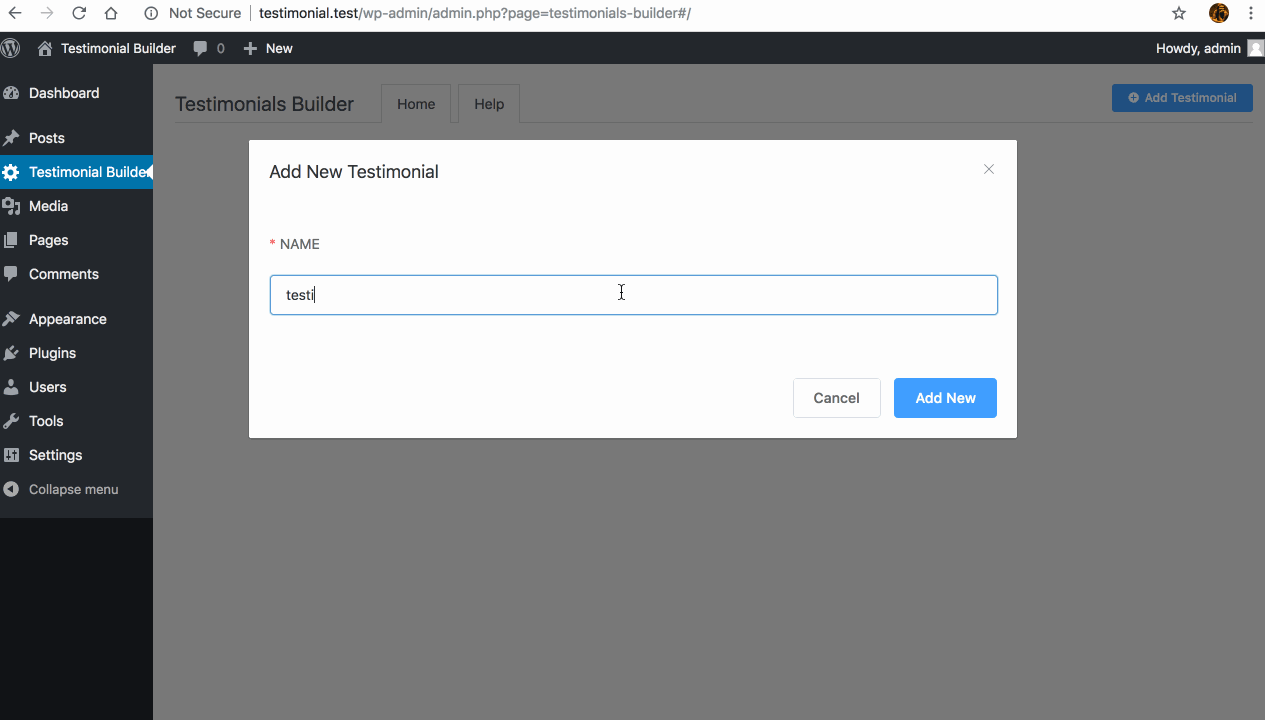 Not Secure testimonial.test/wp-admin/admin.php?page=testimonials-builder#/
Testimonial Builder 0 New Howdy, admin
Dashboard
Posts
Testimonial Builder
Media
Pages
Comments
Appearance
Plugins
Users
Tools
Settings
Collapse menu
Testimonials Builder Home Help Add Testimonial
Add New Testimonial
* NAME
testi
Cancel Add New